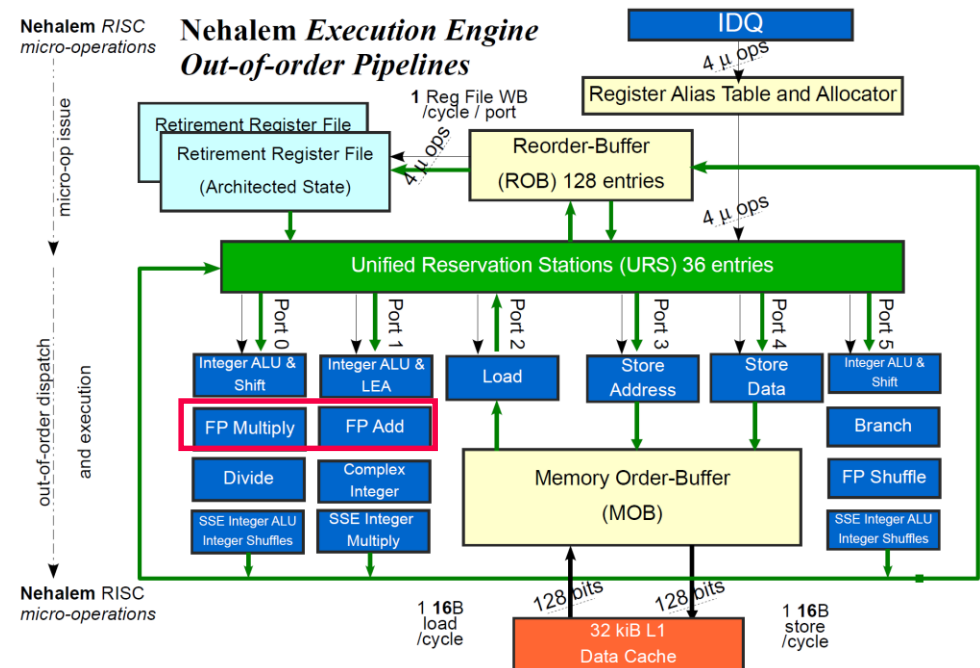 Nehalem RISC
micro-operations
Nehalem Execution Engine
Out-of-order Pipelines
IDQ
4 μ ops
Register Alias Table and Allocator
1 Reg File WB
/cycle / port
Retirement Register File
Retirement Register File
(Architected State)
4 μ ops
Reorder-Buffer
(ROB) 128 entries
4 μ ops
micro-op issue
Unified Reservation Stations (URS) 36 entries
Port 0
Port 1
Port 2
Port 3
Port 4
Port 5
Integer ALU &
Shift
Integer ALU &
LEA
Load
Store
Address
Store
Data
Integer ALU &
Shift
FP Multiply
FP Add
Branch
Divide
Complex
Integer
Memory Order-Buffer
(MOB)
FP Shuffle
SSE Integer ALU
Integer Shuffles
SSE Integer
Multiply
SSE Integer ALU
Integer Shuffles
out-of-order dispatch
and execution
Nehalem RISC
micro-operations
1 16B
load
/cycle
128 bits
128 bits
1 16B
store
/cycle
32 kiB L1
Data Cache